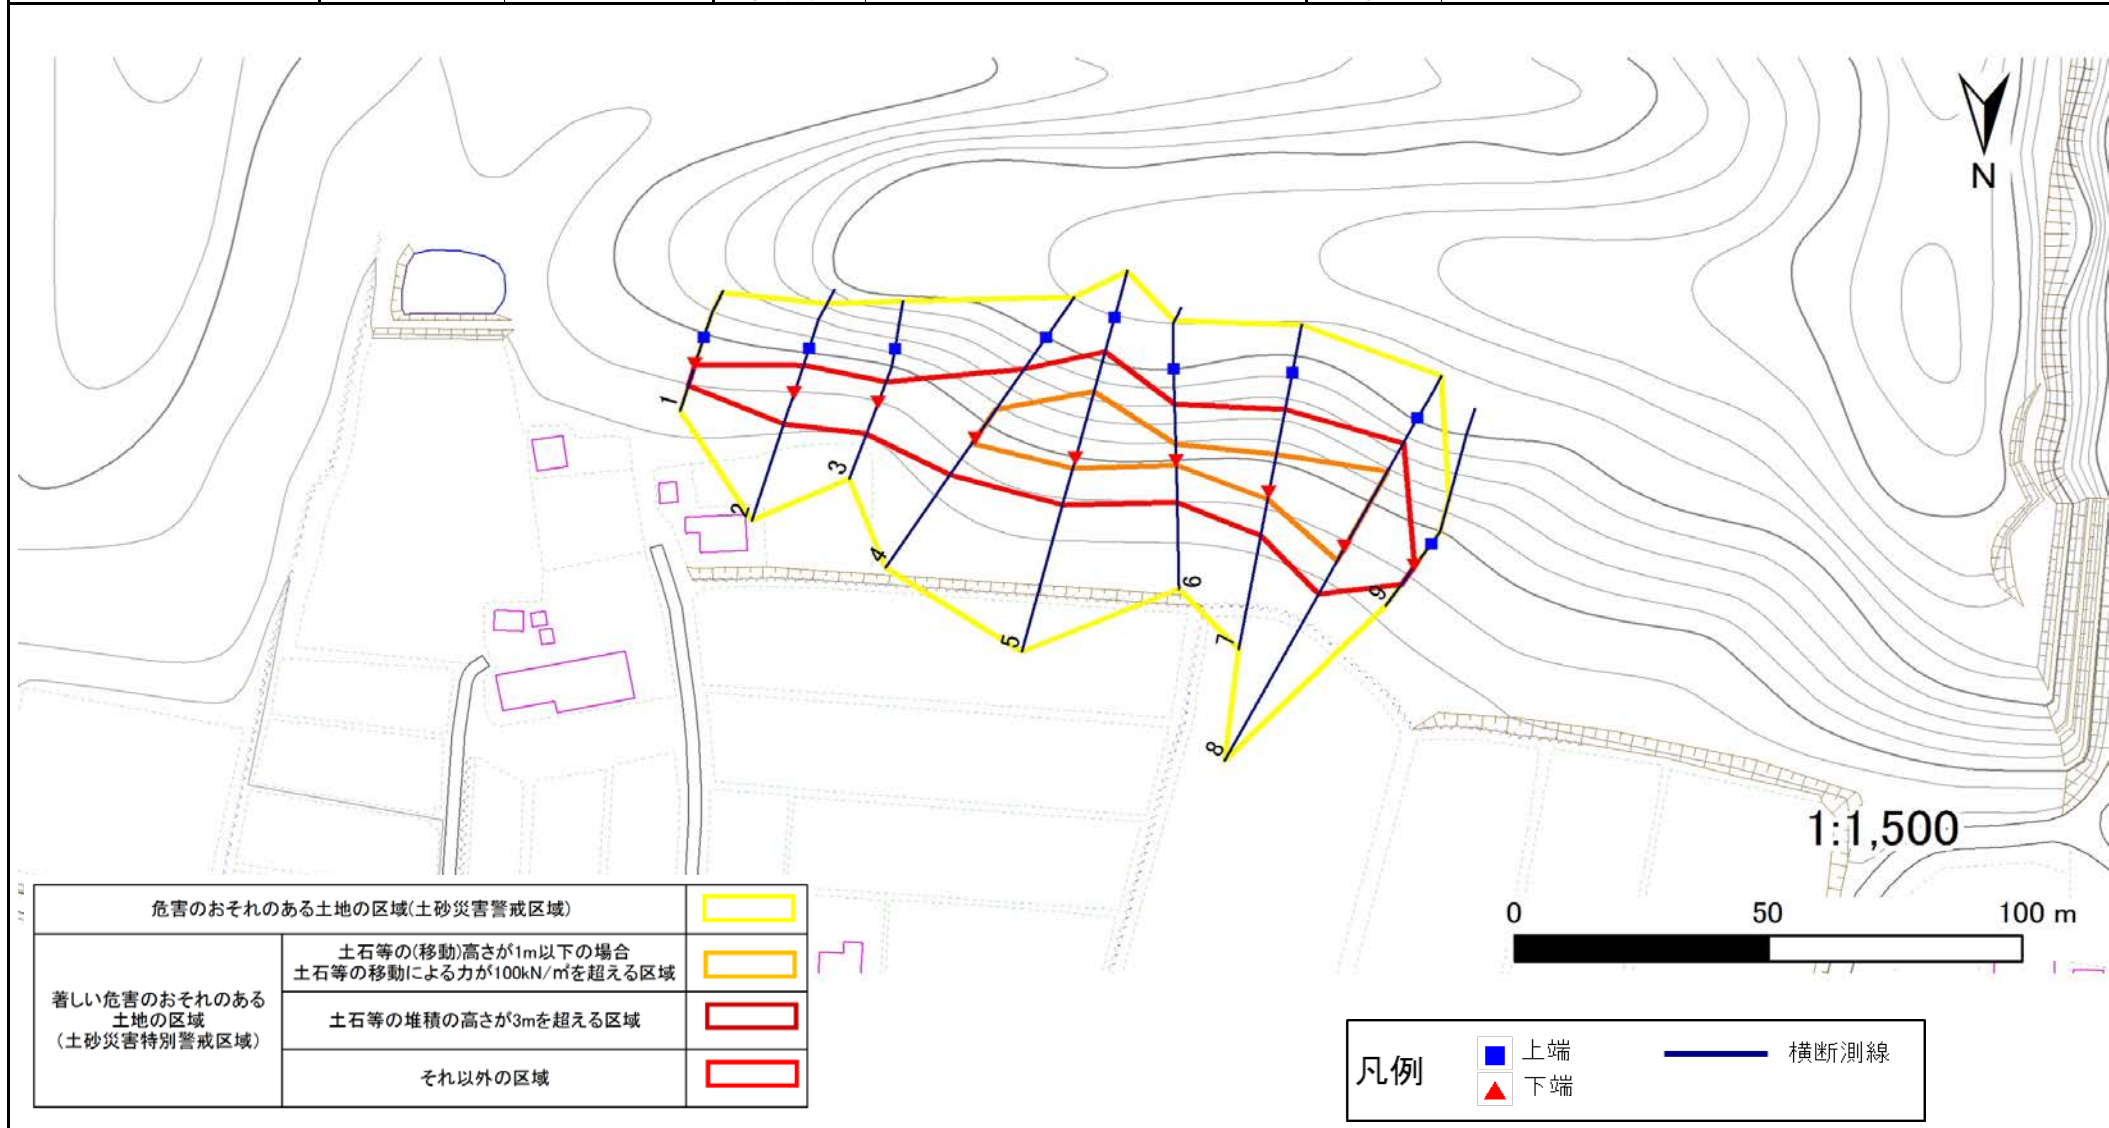 N
1
2
3
4
5
6
7
8
9
1:1,500
0 50 100 m
危害のおそれのある土地の区域(土砂災害警戒区域)
著しい危害のおそれのある
土地の区域
(土砂災害特別警戒区域)
土石等の(移動)高さが1m以下の場合
土石等の移動による力が100kN/㎡を超える区域
土石等の堆積の高さが3mを超える区域
それ以外の区域
凡例
上端
下端
横断測線